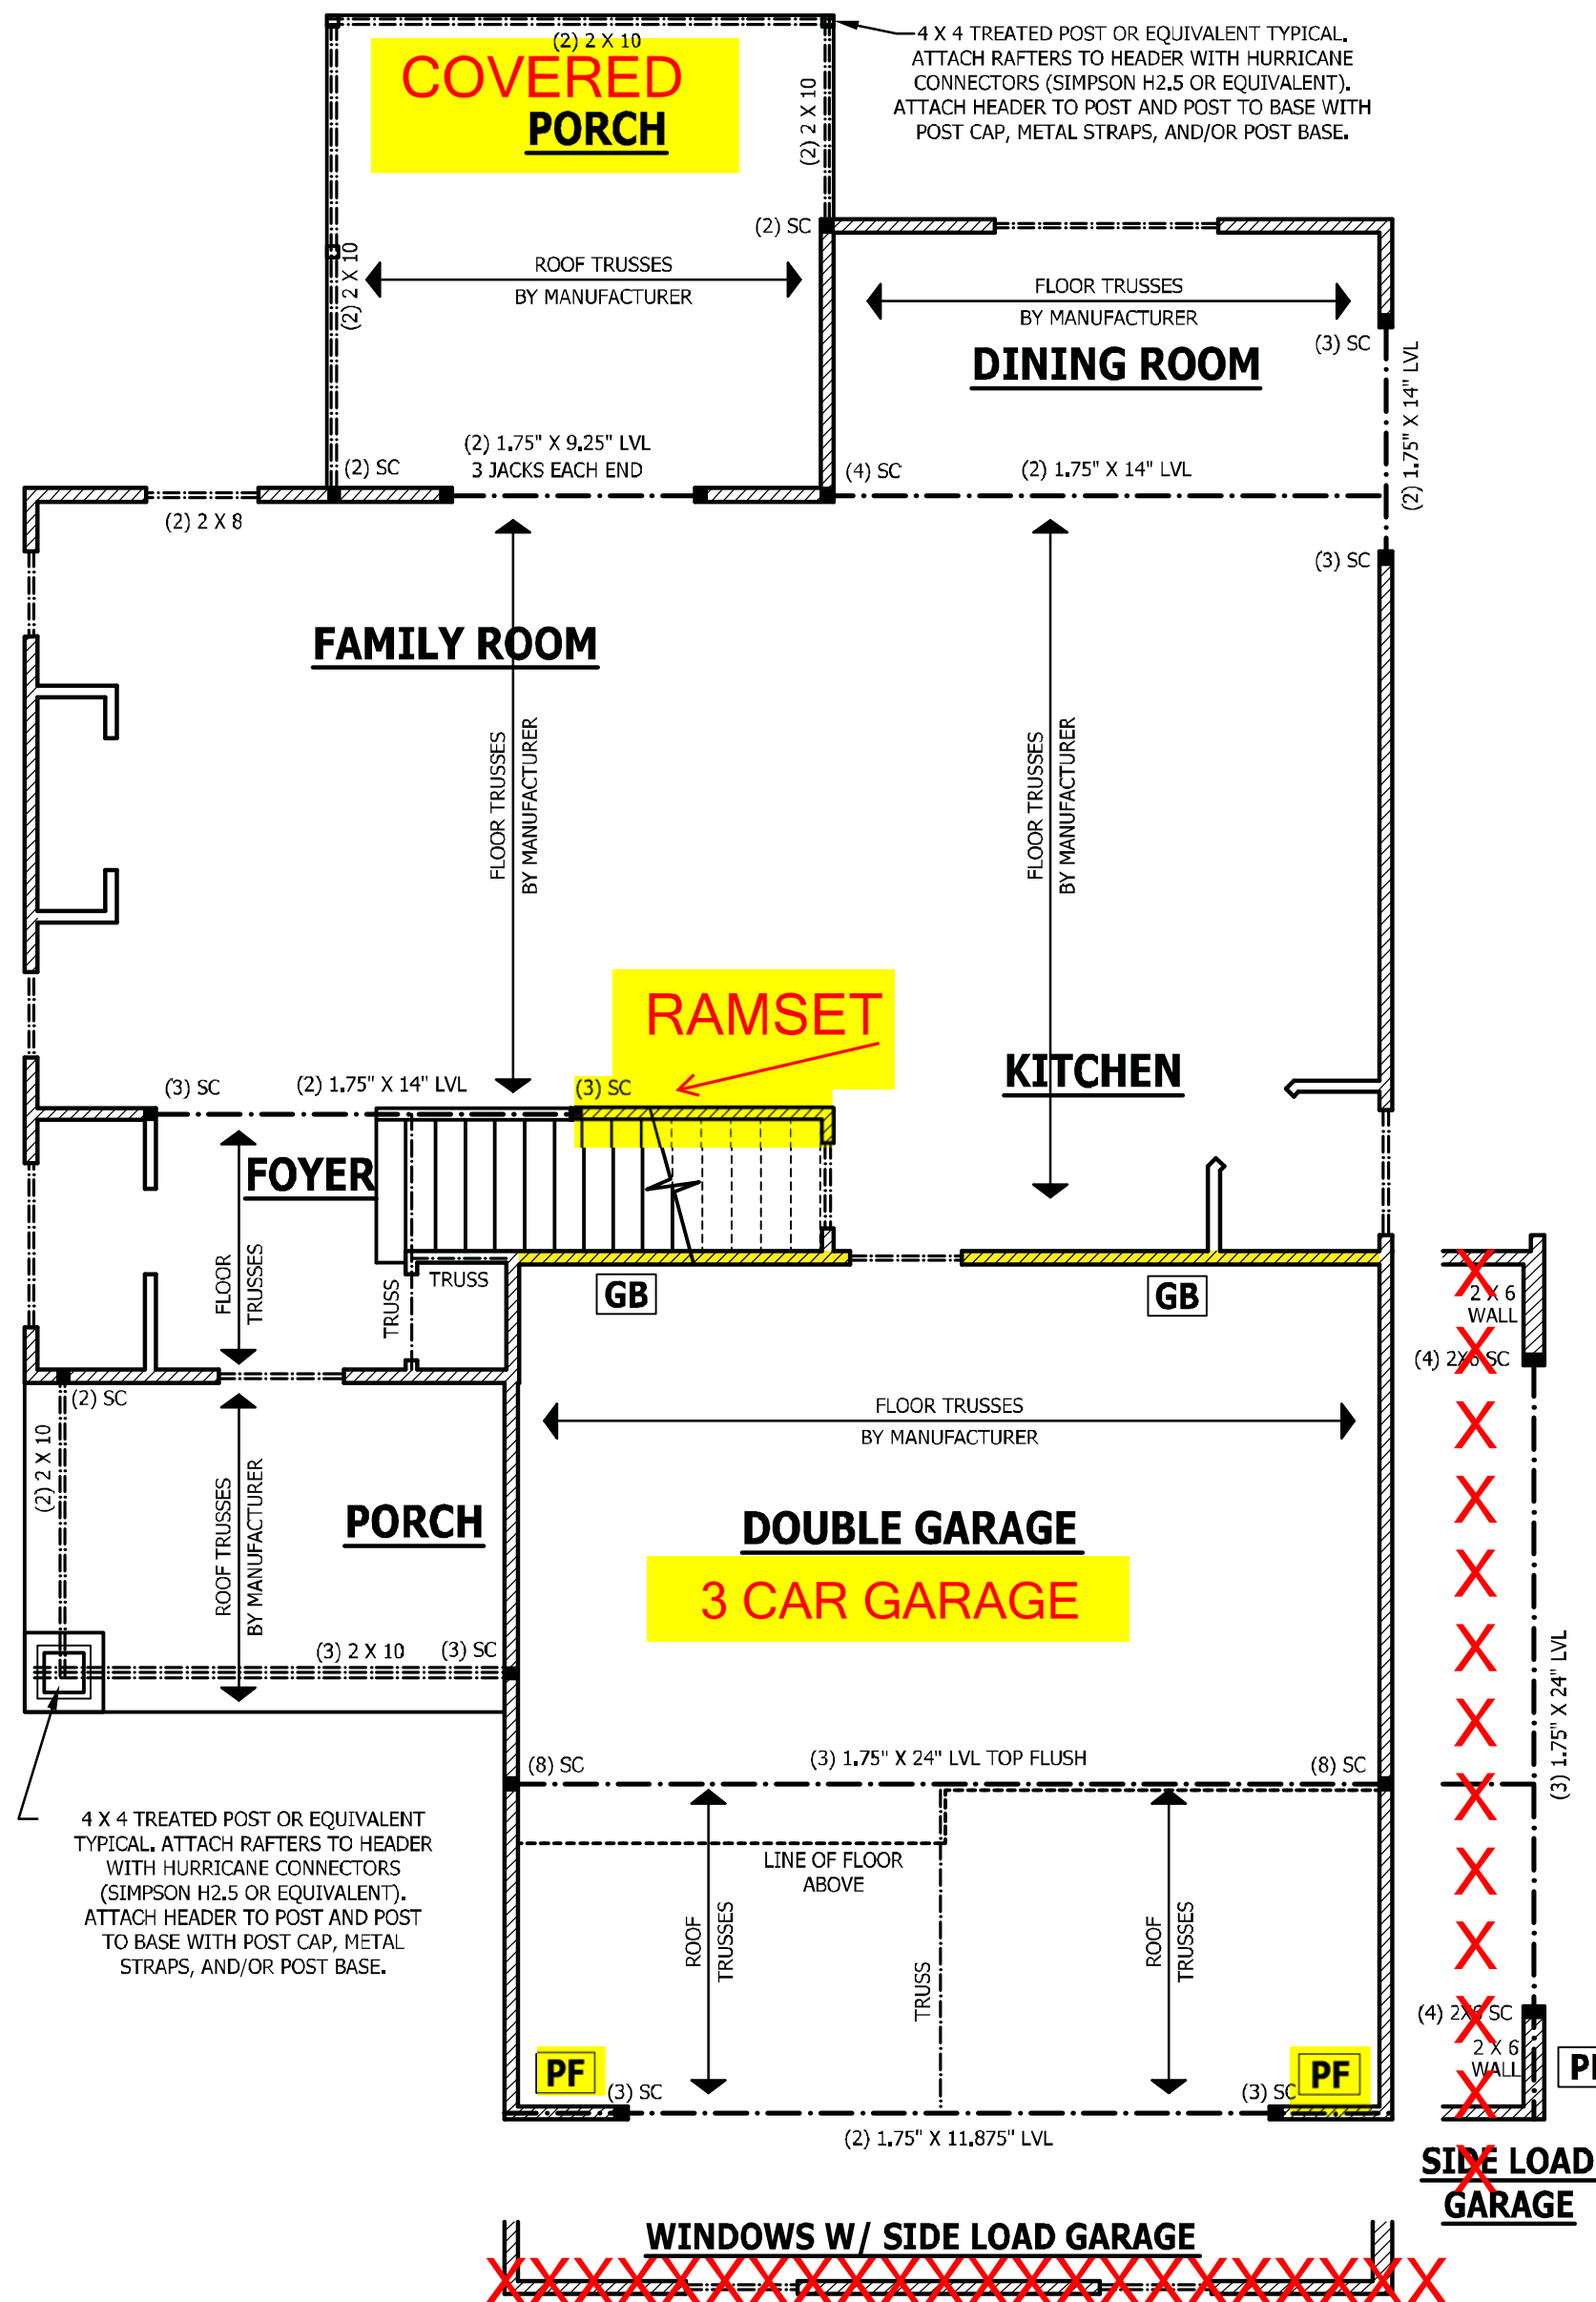 (2) 2 X 10
COVERED
PORCH
(2) 2 X 10
4 X 4 TREATED POST OR EQUIVALENT TYPICAL.
ATTACH RAFTERS TO HEADER WITH HURRICANE
CONNECTORS (SIMPSON H2.5 OR EQUIVALENT).
ATTACH HEADER TO POST AND POST TO BASE WITH
POST CAP, METAL STRAPS, AND/OR POST BASE.
(2) SC
(2) 2 X 10
ROOF TRUSSES
BY MANUFACTURER
FLOOR TRUSSES
BY MANUFACTURER
DINING ROOM
(3) SC
(2) 1.75" X 14" LVL
(2) SC
(2) 1.75" X 9.25" LVL
3 JACKS EACH END
(4) SC
(2) 1.75" X 14" LVL
(2) 2 X 8
(3) SC
FAMILY ROOM
FLOOR TRUSSES
BY MANUFACTURER
FLOOR TRUSSES
BY MANUFACTURER
RAMSET
KITCHEN
(3) SC
(2) 1.75" X 14" LVL
(3) SC
FOYER
FLOOR
TRUSSES
TRUSS
TRUSS
GB
GB
2 X 6
WALL
(4) 2X6 SC
(2) SC
(2) 2 X 10
ROOF TRUSSES
BY MANUFACTURER
FLOOR TRUSSES
BY MANUFACTURER
PORCH
DOUBLE GARAGE
3 CAR GARAGE
(3) 2 X 10
(3) SC
(3) 1.75" X 24" LVL
(8) SC
(3) 1.75" X 24" LVL TOP FLUSH
(8) SC
4 X 4 TREATED POST OR EQUIVALENT
TYPICAL. ATTACH RAFTERS TO HEADER
WITH HURRICANE CONNECTORS
(SIMPSON H2.5 OR EQUIVALENT).
ATTACH HEADER TO POST AND POST
TO BASE WITH POST CAP, METAL
STRAPS, AND/OR POST BASE.
LINE OF FLOOR
ABOVE
ROOF
TRUSSES
TRUSS
ROOF
TRUSSES
(4) 2X6 SC
2 X 6
WALL
PF
(3) SC
(3) SC
PF
(2) 1.75" X 11.875" LVL
SIDE LOAD
GARAGE
WINDOWS W/ SIDE LOAD GARAGE